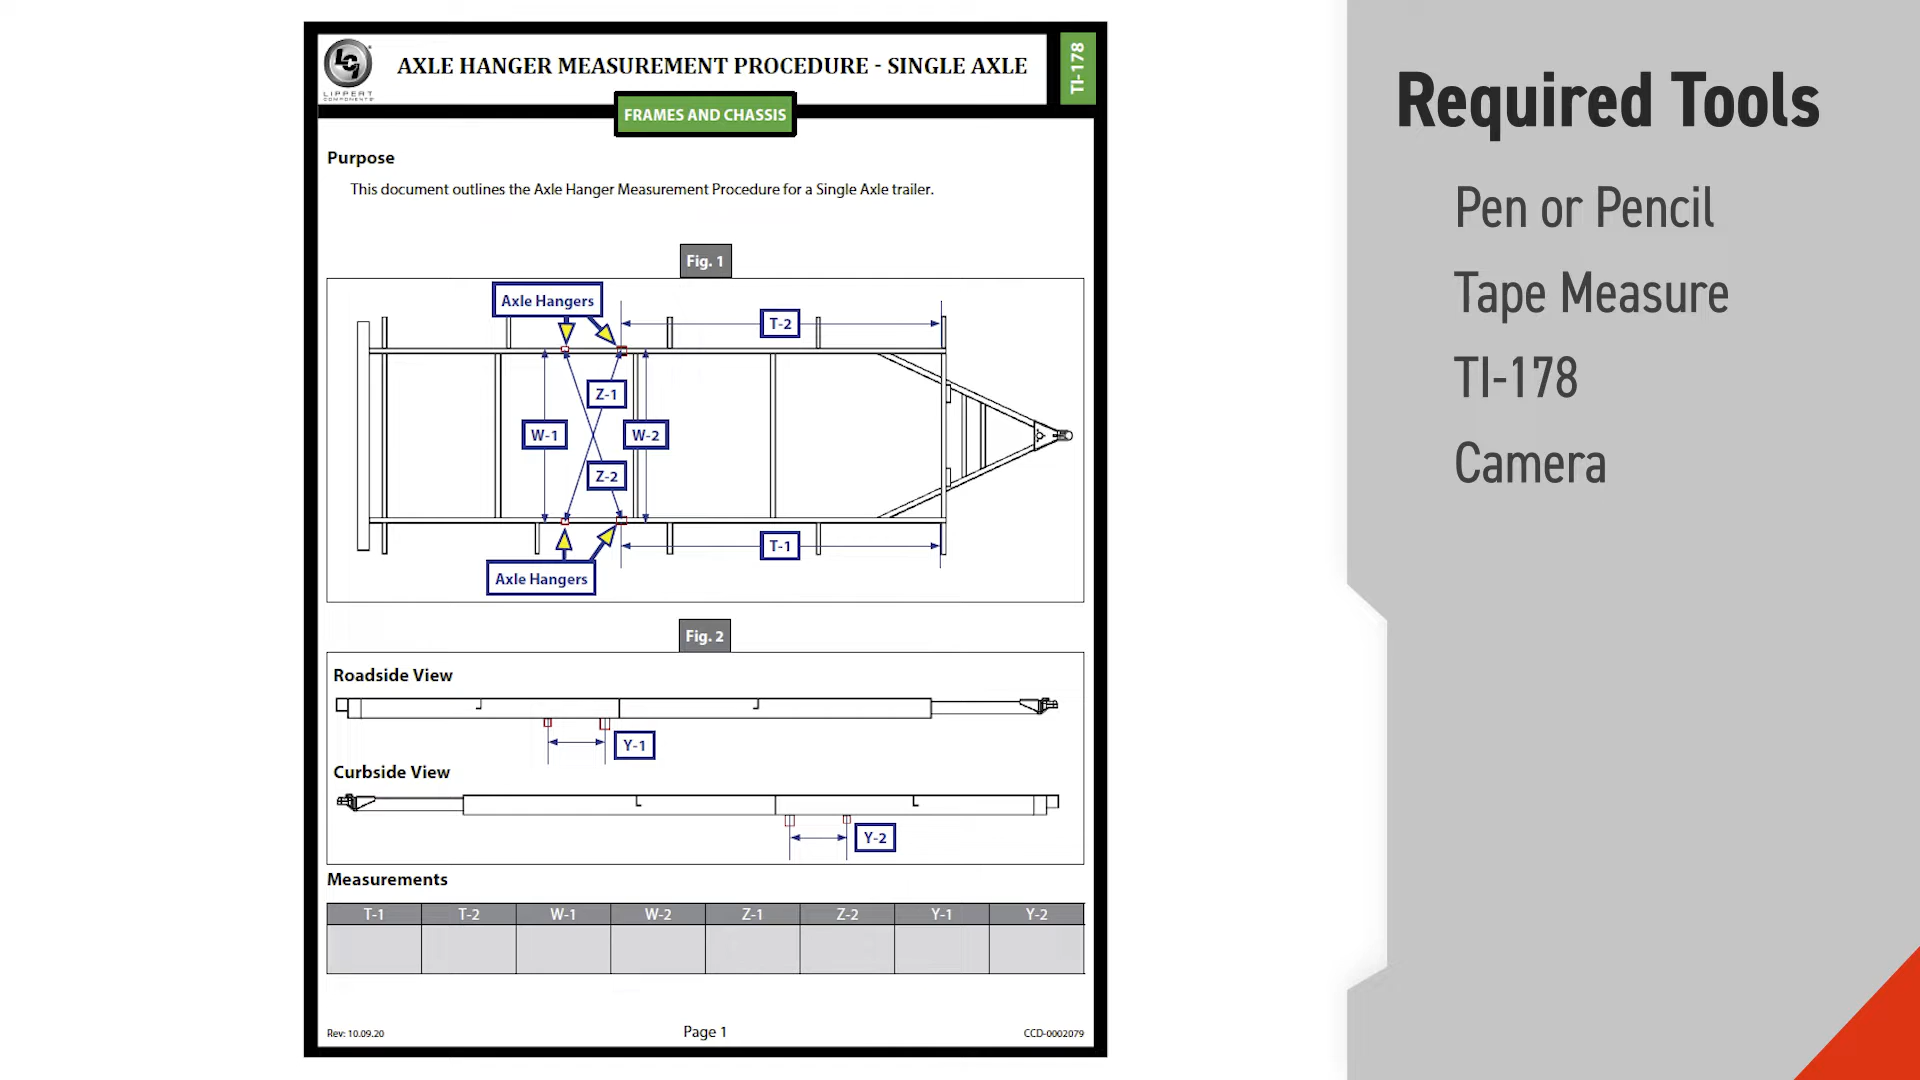 LCI
LIPPERT
COMPONENTS
AXLE HANGER MEASUREMENT PROCEDURE - SINGLE AXLE
TI-178
FRAMES AND CHASSIS
Purpose
This document outlines the Axle Hanger Measurement Procedure for a Single Axle trailer.
Fig. 1
Axle Hangers
T-2
Z-1
W-1
W-2
Z-2
T-1
Axle Hangers
Fig. 2
Roadside View
Y-1
Curbside View
Y-2
Measurements
T-1 T-2 W-1 W-2 Z-1 Z-2 Y-1 Y-2
Rev: 10.09.20 Page 1 CCD-0002079
Required Tools
Pen or Pencil
Tape Measure
TI-178
Camera